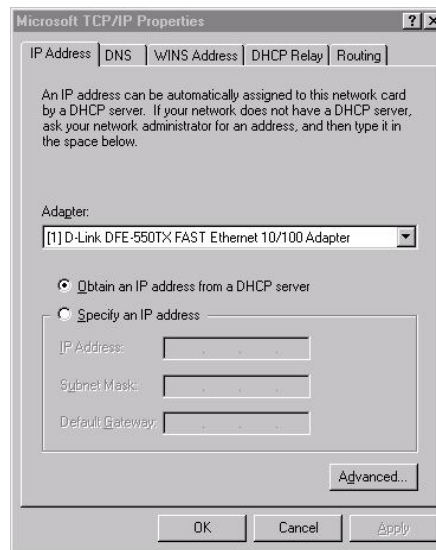 Microsoft TCP/IP Properties ? x
IP Address DNS WINS Address DHCP Relay Routing
An IP address can be automatically assigned to this network card
by a DHCP server. If your network does not have a DHCP server,
ask your network administrator for an address, and then type it in
the space below.
Adapter:
[1] D-Link DFE-550TX FAST Ethernet 10/100 Adapter
Obtain an IP address from a DHCP server
Specify an IP address
IP Address:
Subnet Mask:
Default Gateway:
Advanced...
OK Cancel Apply